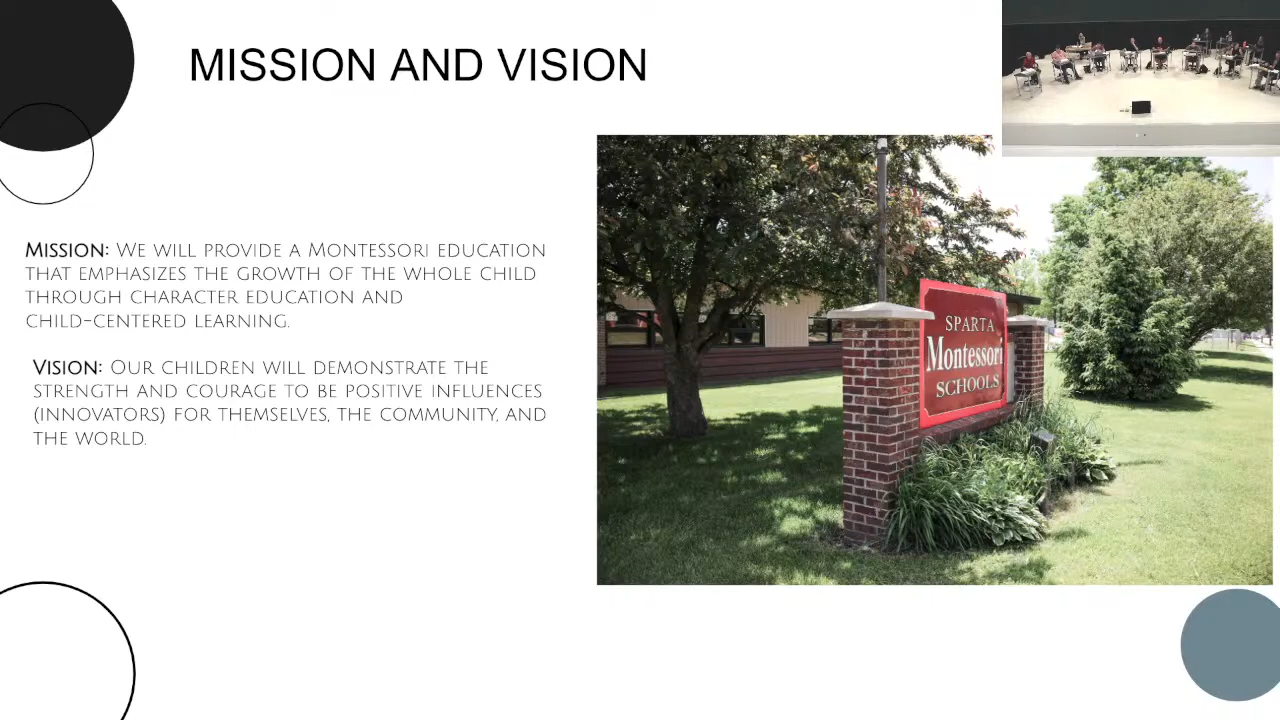 MISSION AND VISION
MISSION: WE WILL PROVIDE A MONTESSORI EDUCATION
THAT EMPHASIZES THE GROWTH OF THE WHOLE CHILD
THROUGH CHARACTER EDUCATION AND
CHILD-CENTERED LEARNING.
VISION: OUR CHILDREN WILL DEMONSTRATE THE
STRENGTH AND COURAGE TO BE POSITIVE INFLUENCES
(INNOVATORS) FOR THEMSELVES, THE COMMUNITY, AND
THE WORLD.
SPARTA
Montessori
SCHOOLS